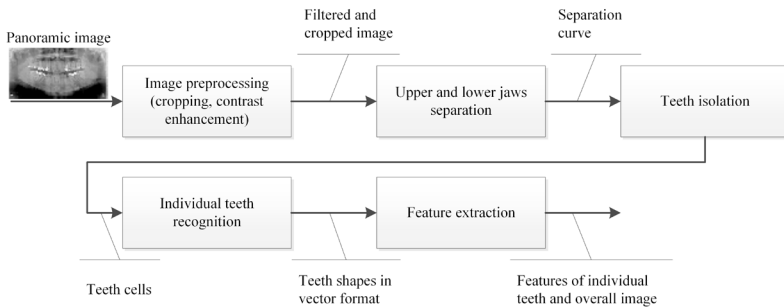 Panoramic image
Filtered and
cropped image
Separation
curve
Image preprocessing
(cropping, contrast
enhancement)
Upper and lower jaws
separation
Teeth isolation
Individual teeth
recognition
Feature extraction
Teeth cells
Teeth shapes in
vector format
Features of individual
teeth and overall image